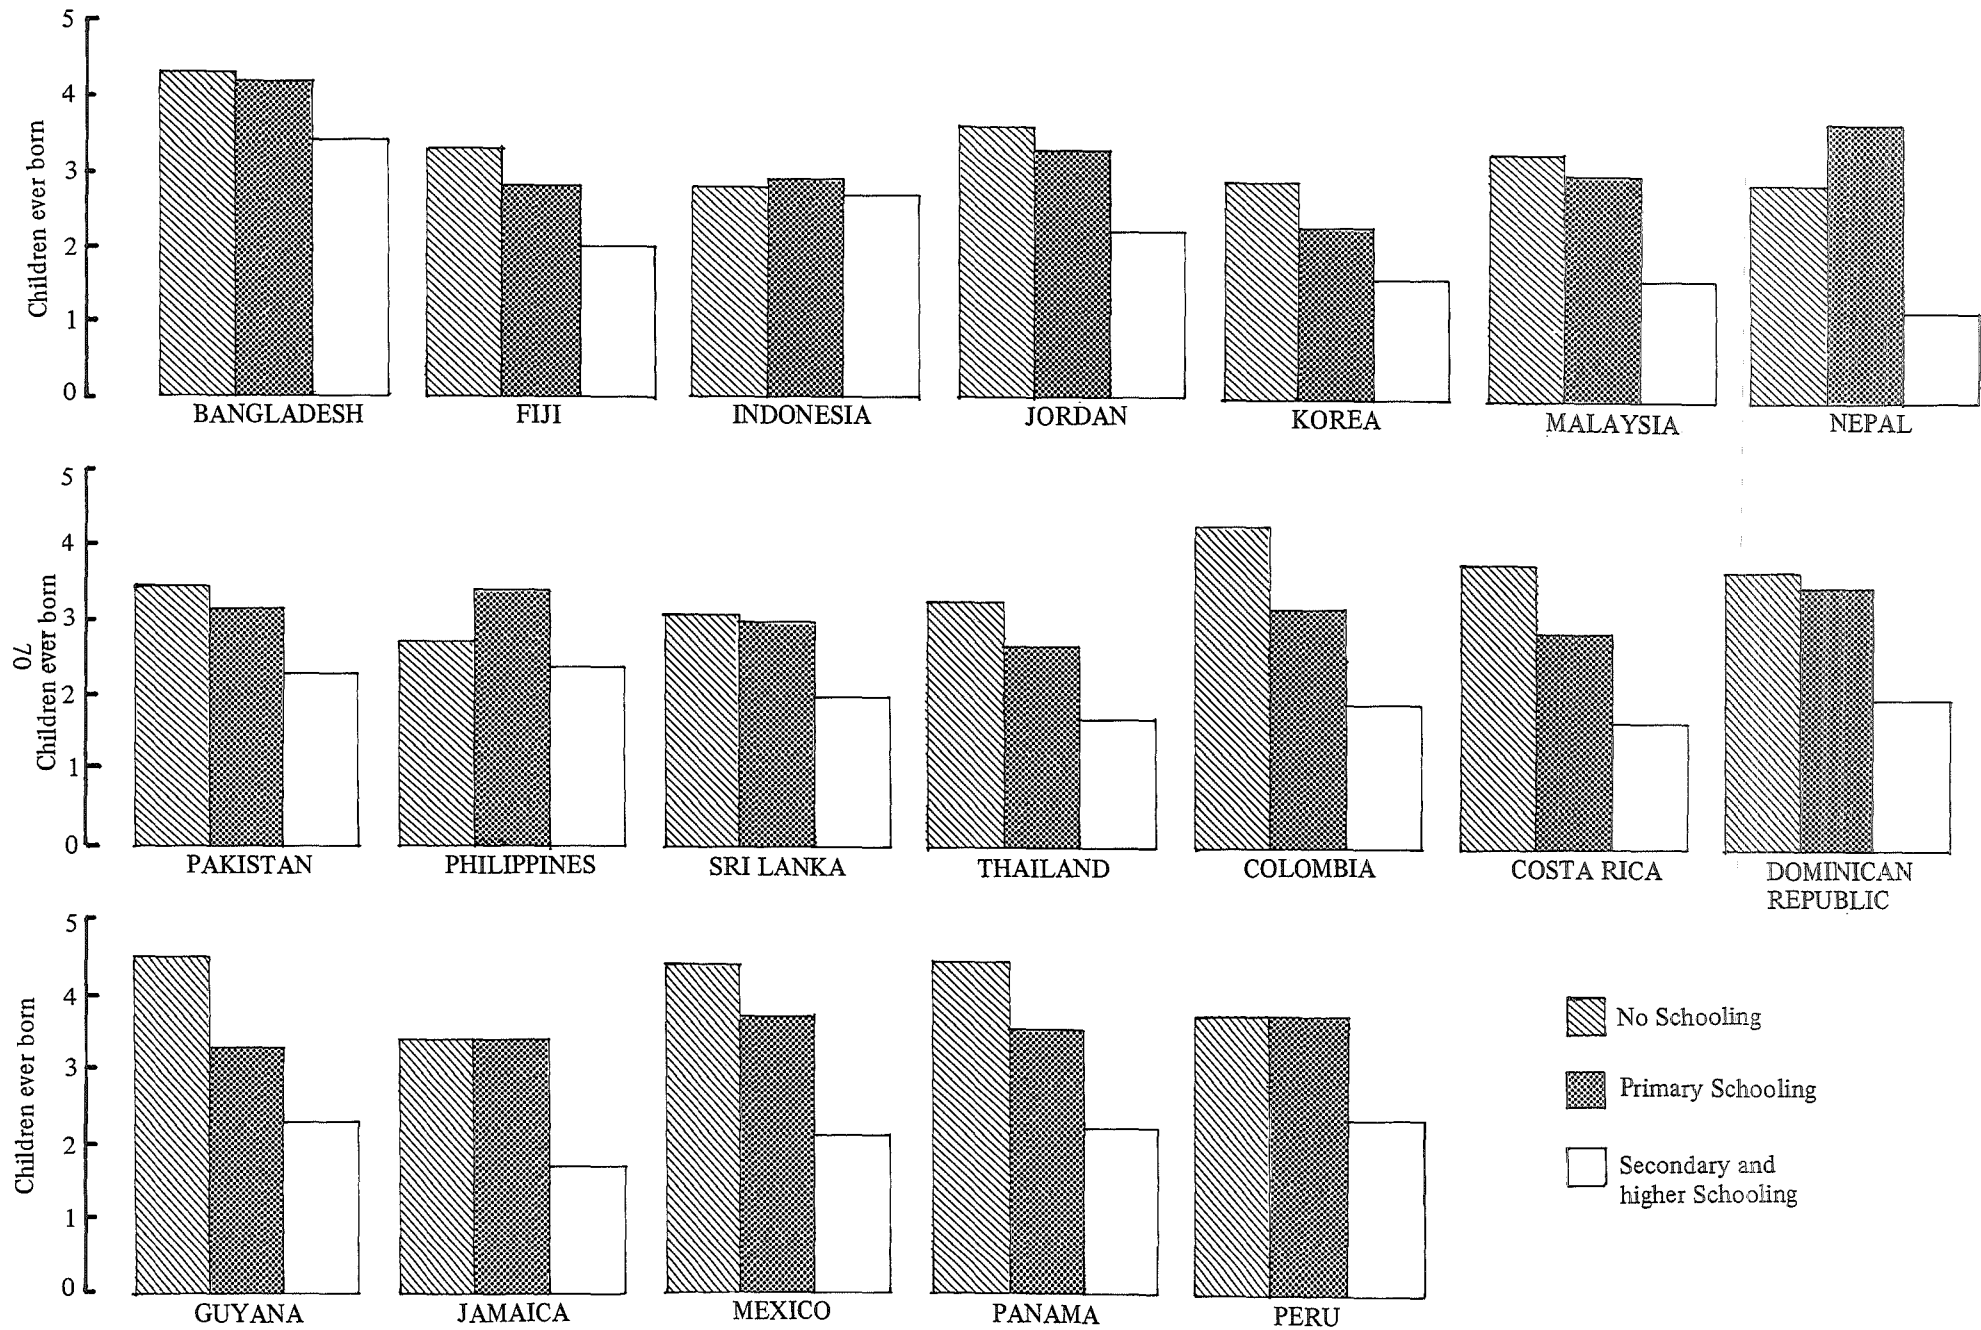 5
4
3
2
1
0
Children ever born
BANGLADESH
FIJI
INDONESIA
JORDAN
KOREA
MALAYSIA
NEPAL
5
4
3
2
1
0
70
Children ever born
PAKISTAN
PHILIPPINES
SRI LANKA
THAILAND
COLOMBIA
COSTA RICA
DOMINICAN
REPUBLIC
5
4
3
2
1
0
Children ever born
GUYANA
JAMAICA
MEXICO
PANAMA
PERU
No Schooling
Primary Schooling
Secondary and
higher Schooling